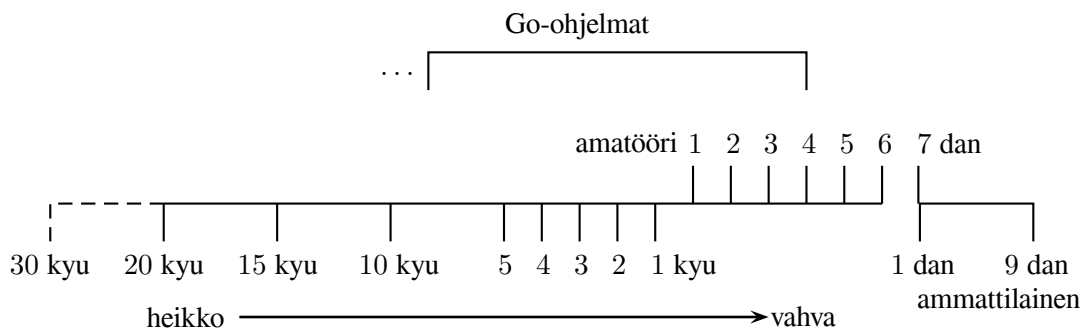 Go-ohjelmat
...
amatööri 1 2 3 4 5 6 7 dan
30 kyu 20 kyu 15 kyu 10 kyu 5 4 3 2 1 kyu 1 dan 9 dan
ammattilainen
heikko vahva